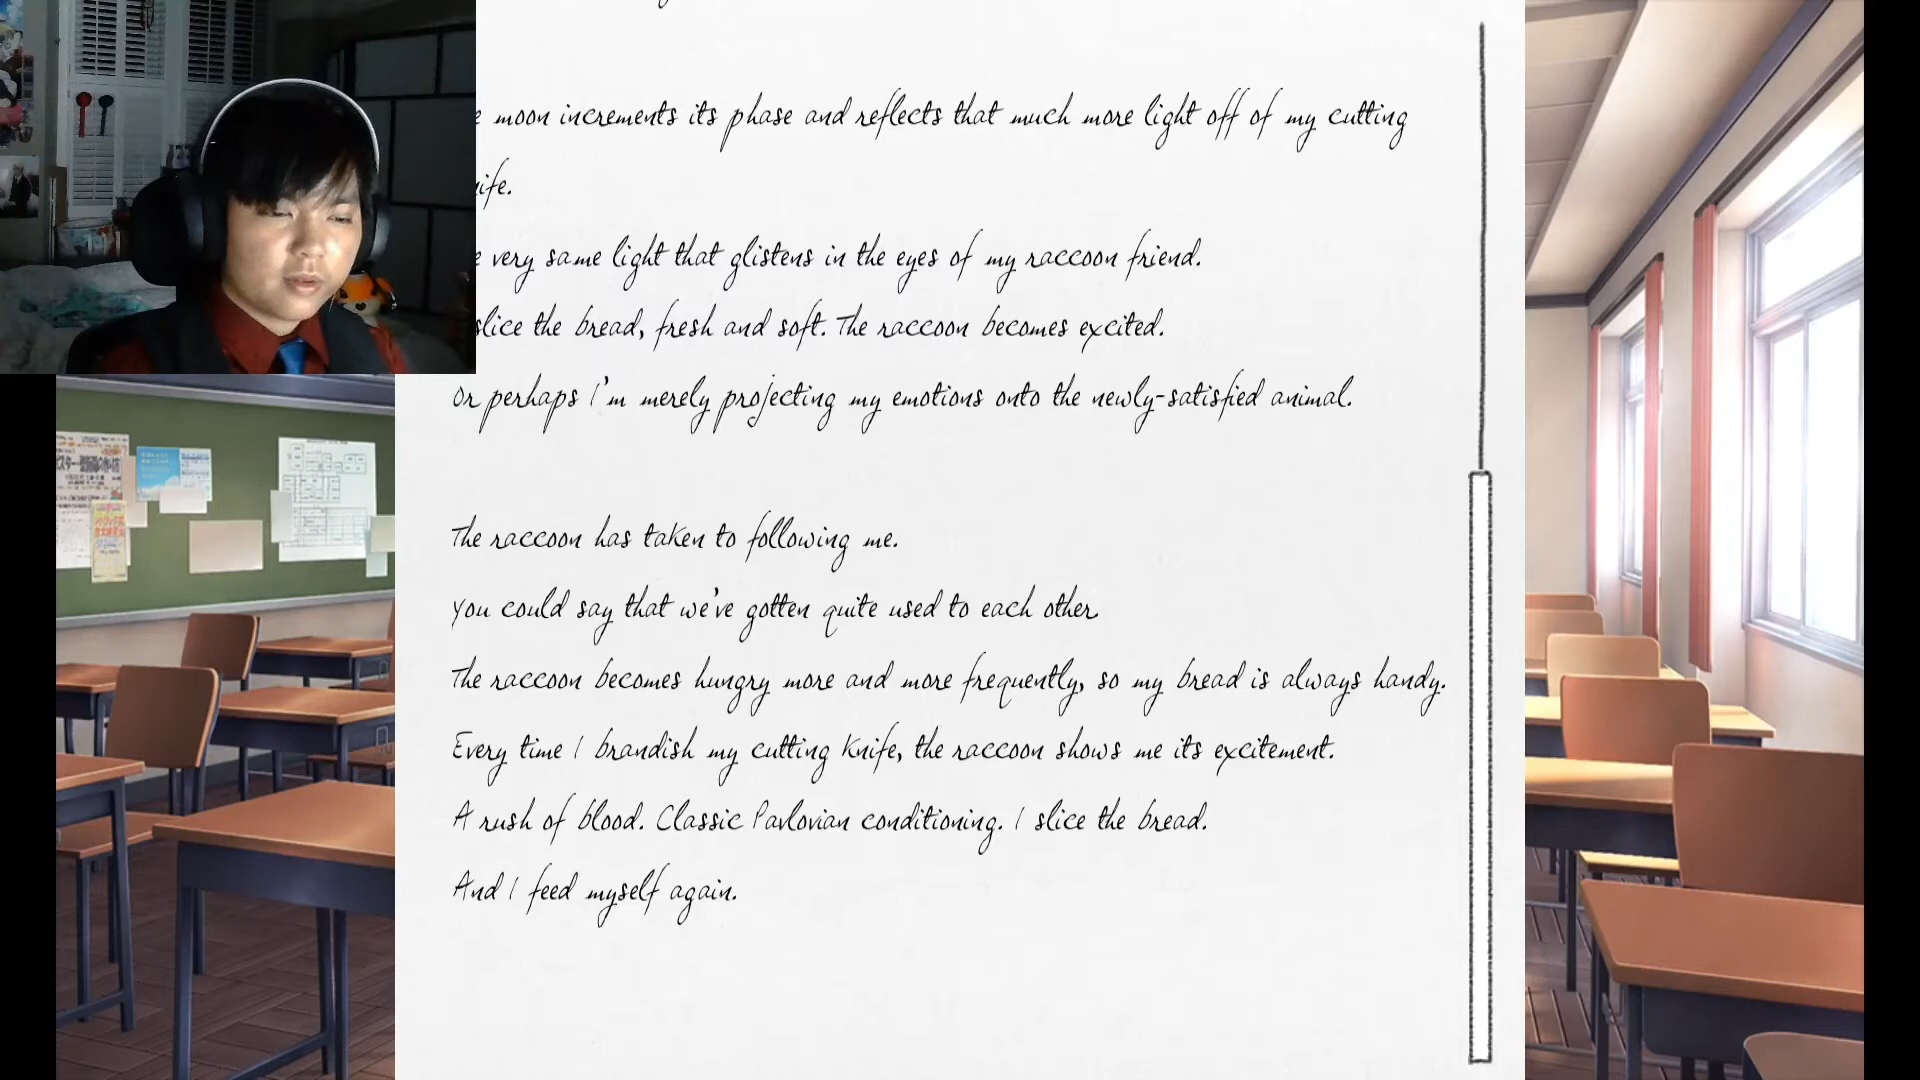 moon increments its phase and reflects that much more light off of my cutting
very same light that glistens in the eyes of my raccoon friend.
slice the bread, fresh and soft. The raccoon becomes excited.
Or perhaps I'm merely projecting my emotions onto the newly-satisfied animal.
The raccoon has taken to following me.
You could say that we've gotten quite used to each other
The raccoon becomes hungry more and more frequently, so my bread is always handy.
Every time I brandish my cutting knife, the raccoon shows me its excitement.
A rush of blood. Classic Pavlovian conditioning. I slice the bread.
And I feed myself again.